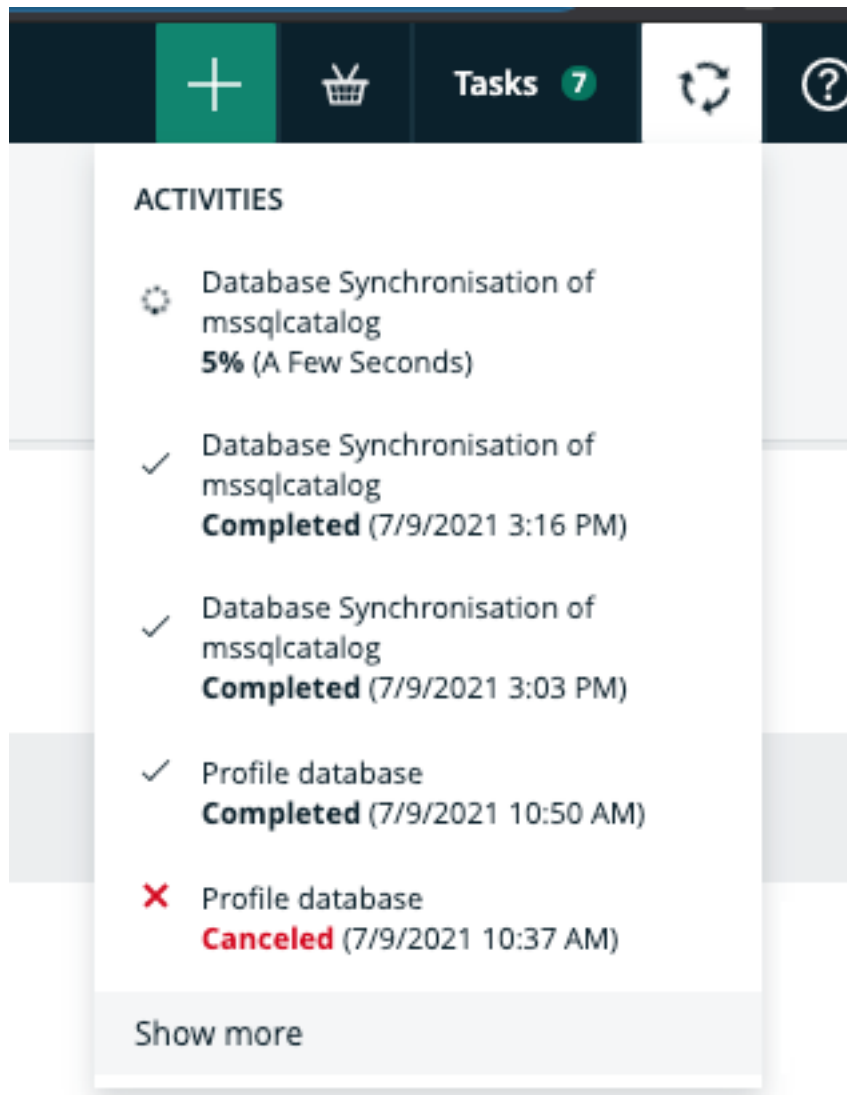 Tasks 7
ACTIVITIES
Database Synchronisation of
mssqlcatalog
5% (A Few Seconds)
Database Synchronisation of
mssqlcatalog
Completed (7/9/2021 3:16 PM)
Database Synchronisation of
mssqlcatalog
Completed (7/9/2021 3:03 PM)
Profile database
Completed (7/9/2021 10:50 AM)
Profile database
Canceled (7/9/2021 10:37 AM)
Show more